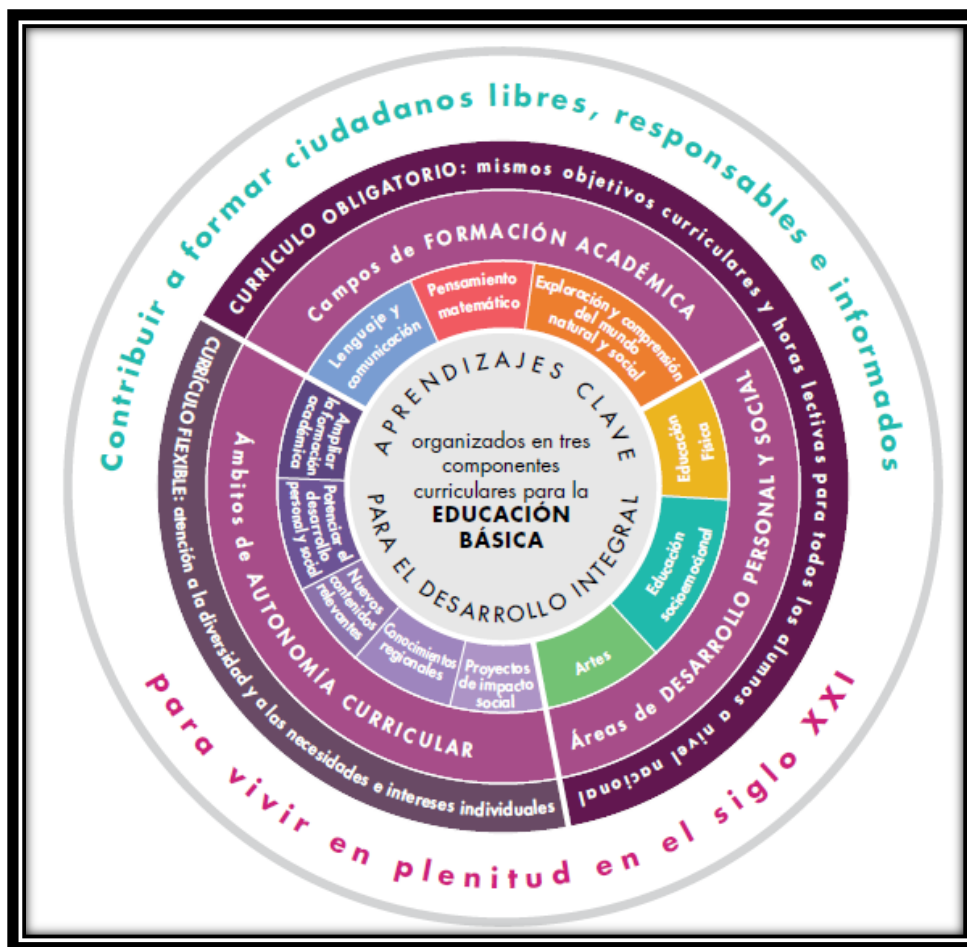 Contribuir a formar ciudadanos libres, responsables e informados
para vivir en plenitud en el siglo XXI
CURRÍCULO OBLIGATORIO: mismos objetivos curriculares y horas lectivas para todos los alumnos a nivel nacional
CURRÍCULO FLEXIBLE: atención a la diversidad y a las necesidades e intereses individuales
Campos de FORMACIÓN ACADÉMICA
Lenguaje y
comunicación
Pensamiento
matemático
Exploración y comprensión
del mundo
natural y social
Áreas de DESARROLLO PERSONAL Y SOCIAL
Educación
Física
Educación
socioemocional
Artes
Ámbitos de AUTONOMÍA CURRICULAR
Ampliar
la formación
académica
Potenciar el
desarrollo
personal y social
Nuevos
contenidos
relevantes
Conocimientos
regionales
Proyectos
de impacto
social
APRENDIZAJES CLAVE
PARA EL DESARROLLO INTEGRAL
organizados en tres
componentes
curriculares para la
EDUCACIÓN
BÁSICA